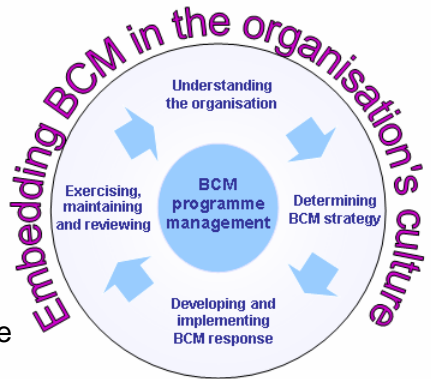 Embedding BCM in the organisation's culture
Understanding
the organisation
Determining
BCM strategy
Developing and
implementing
BCM response
Exercising,
maintaining
and reviewing
BCM
programme
management
e